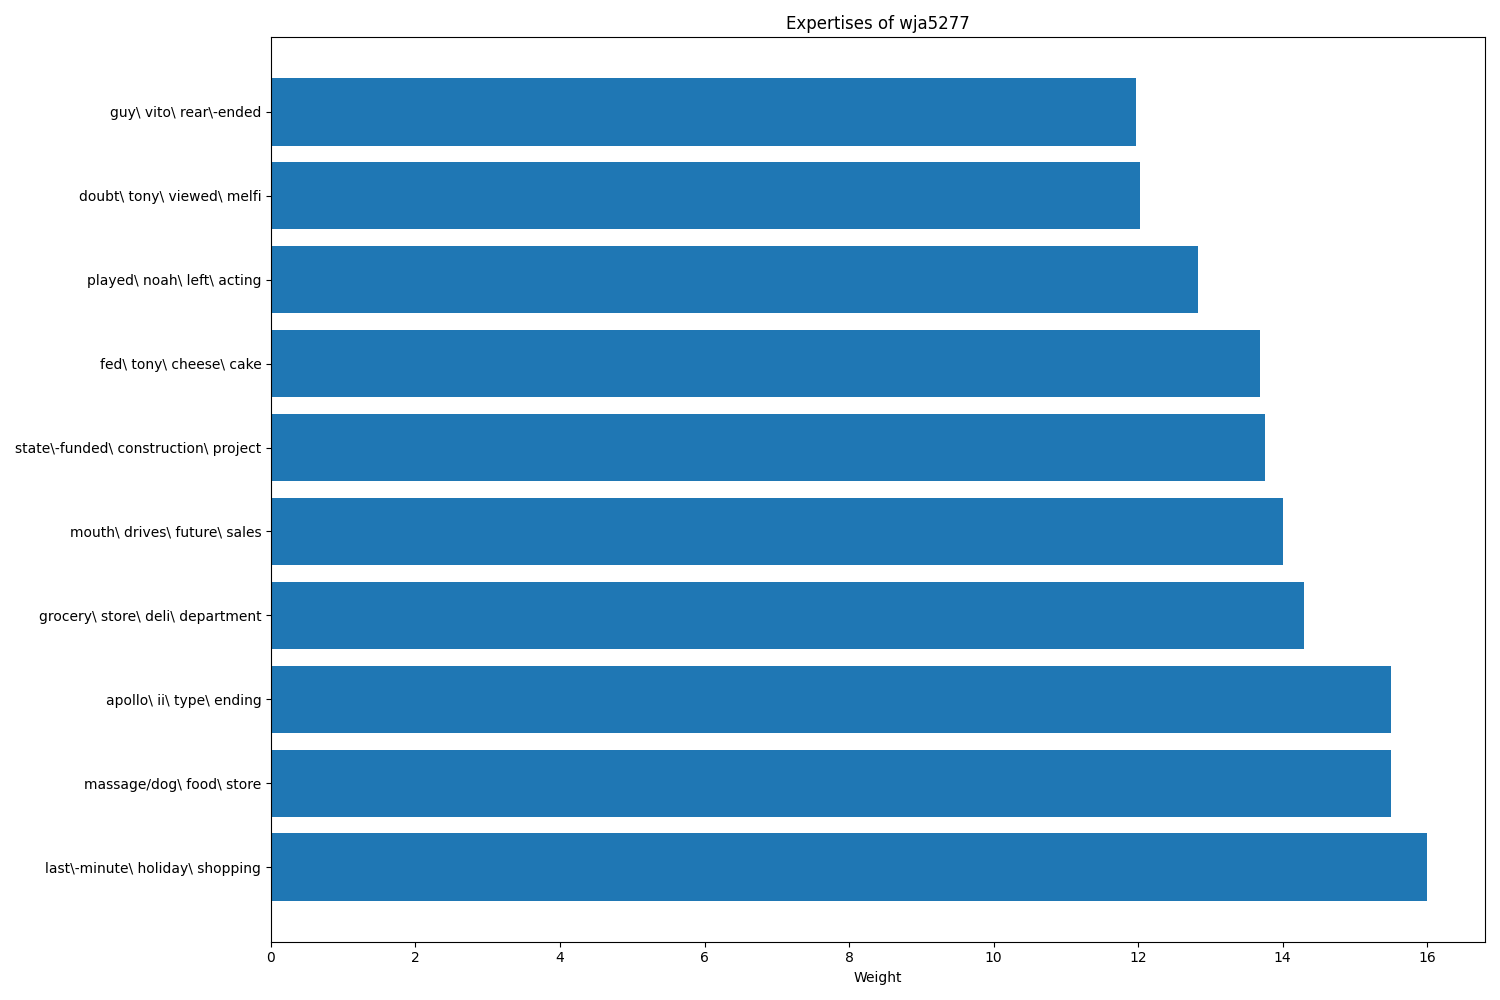 Expertises of wja5277
guy\ vito\ rear\-ended
doubt\ tony\ viewed\ melfi
played\ noah\ left\ acting
fed\ tony\ cheese\ cake
state\-funded\ construction\ project
mouth\ drives\ future\ sales
grocery\ store\ deli\ department
apollo\ ii\ type\ ending
massage/dog\ food\ store
last\-minute\ holiday\ shopping
0 2 4 6 8 10 12 14 16
Weight